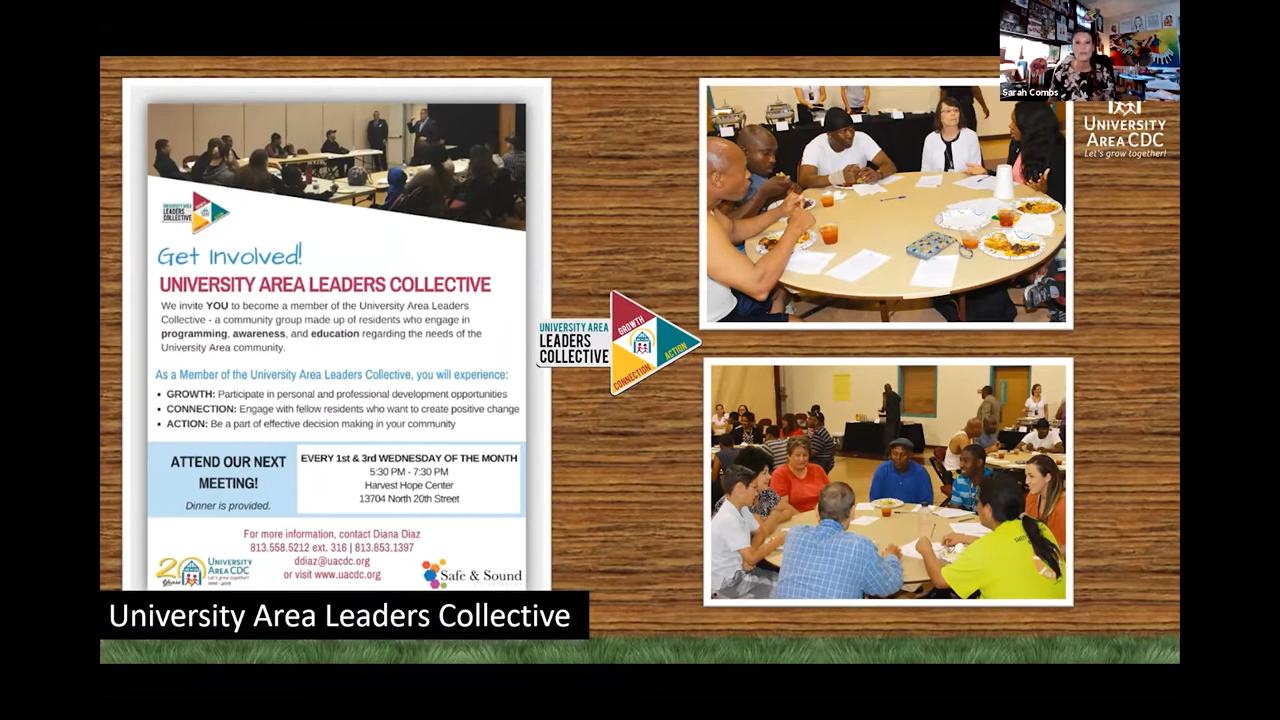 Sarah Combs
UNIVERSITY
AREA CDC
Let's grow together!
UNIVERSITY AREA
LEADERS
COLLECTIVE
Get Involved!
UNIVERSITY AREA LEADERS COLLECTIVE
We invite YOU to become a member of the University Area Leaders
Collective - a community group made up of residents who engage in
programming, awareness, and education regarding the needs of the
University Area community.
As a Member of the University Area Leaders Collective, you will experience:
• GROWTH: Participate in personal and professional development opportunities
• CONNECTION: Engage with fellow residents who want to create positive change
• ACTION: Be a part of effective decision making in your community
ATTEND OUR NEXT
MEETING!
Dinner is provided.
EVERY 1st & 3rd WEDNESDAY OF THE MONTH
5:30 PM - 7:30 PM
Harvest Hope Center
13704 North 20th Street
For more information, contact Diana Diaz
813.558.5212 ext. 316 | 813.853.1397
ddiaz@uacdc.org
or visit www.uacdc.org
20
Years
UNIVERSITY
AREA CDC
Let's grow together!
Safe & Sound
UNIVERSITY AREA
LEADERS
COLLECTIVE
GROWTH
ACTION
CONNECTION
University Area Leaders Collective